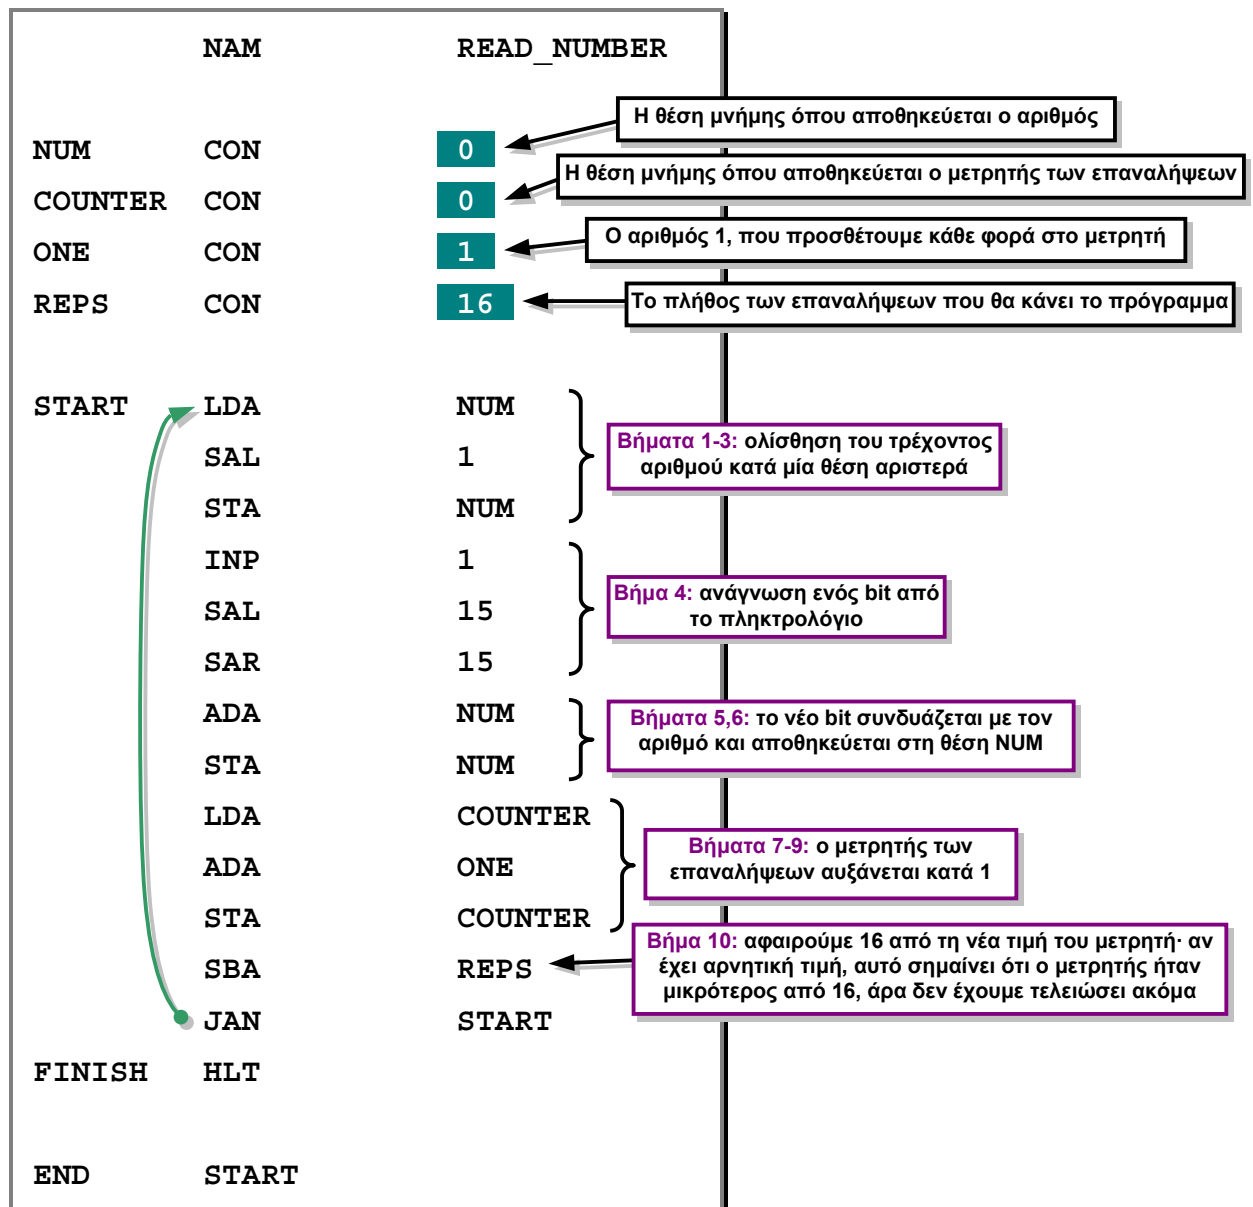 NAM READ_NUMBER
Η θέση μνήμης όπου αποθηκεύεται ο αριθμός
NUM CON 0
Η θέση μνήμης όπου αποθηκεύεται ο μετρητής των επαναλήψεων
COUNTER CON 0
Ο αριθμός 1, που προσθέτουμε κάθε φορά στο μετρητή
ONE CON 1
REPS CON 16
Το πλήθος των επαναλήψεων που θα κάνει το πρόγραμμα
START LDA NUM
SAL 1
STA NUM
Βήματα 1-3: ολίσθηση του τρέχοντος
αριθμού κατά μία θέση αριστερά
INP 1
SAL 15
SAR 15
Βήμα 4: ανάγνωση ενός bit από
το πληκτρολόγιο
ADA NUM
STA NUM
Βήματα 5,6: το νέο bit συνδυάζεται με τον
αριθμό και αποθηκεύεται στη θέση NUM
LDA COUNTER
ADA ONE
STA COUNTER
Βήματα 7-9: ο μετρητής των
επαναλήψεων αυξάνεται κατά 1
SBA REPS
Βήμα 10: αφαιρούμε 16 από τη νέα τιμή του μετρητή· αν
έχει αρνητική τιμή, αυτό σημαίνει ότι ο μετρητής ήταν
μικρότερος από 16, άρα δεν έχουμε τελειώσει ακόμα
JAN START
FINISH HLT
END START